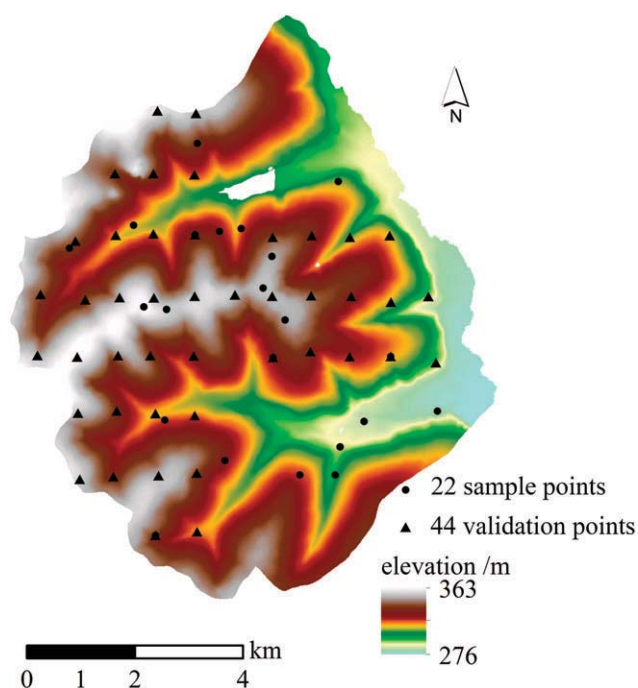 N
22 sample points
44 validation points
elevation /m
363
276
km
0 1 2 4